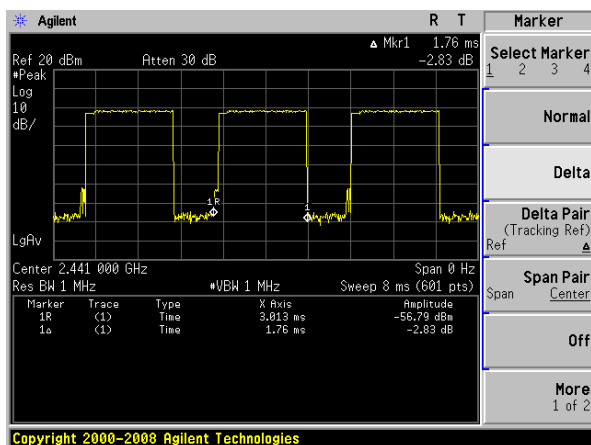 Agilent
R T
Marker
Δ Mkr1 1.76 ms
Ref 20 dBm
Atten 30 dB
-2.83 dB
#Peak
Log
10
dB/
1R
1
LgAv
Center 2.441 000 GHz
Span 0 Hz
Res BW 1 MHz
#VBW 1 MHz
Sweep 8 ms (601 pts)
Marker Trace Type X Axis Amplitude
1R (1) Time 3.013 ms -56.79 dBm
1Δ (1) Time 1.76 ms -2.83 dB
Select Marker
1 2 3 4
Normal
Delta
Delta Pair
(Tracking Ref)
Ref Δ
Span Pair
Span Center
Off
More
1 of 2
Copyright 2000-2008 Agilent Technologies